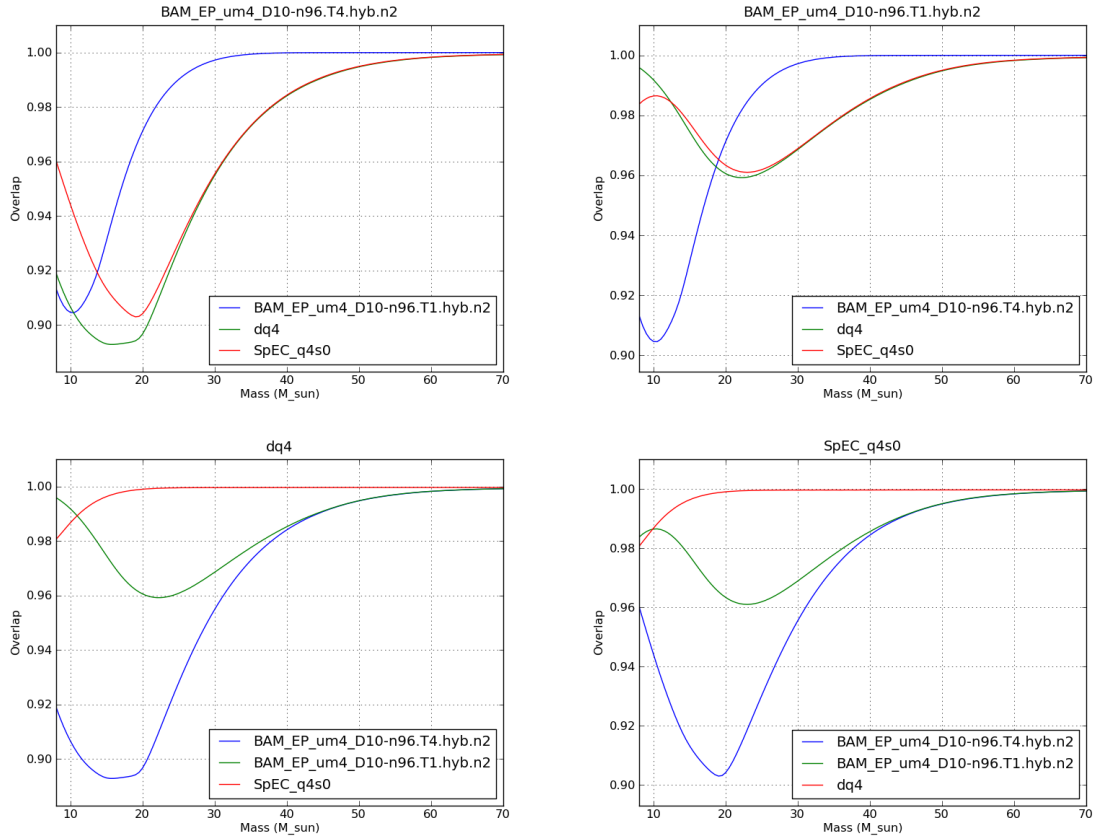 BAM_EP_um4_D10-n96.T4.hyb.n2
1.00
0.98
0.96
0.94
0.92
0.90
Overlap
BAM_EP_um4_D10-n96.T1.hyb.n2
dq4
SpEC_q4s0
10 20 30 40 50 60 70
Mass (M_sun)
BAM_EP_um4_D10-n96.T1.hyb.n2
1.00
0.98
0.96
0.94
0.92
0.90
Overlap
BAM_EP_um4_D10-n96.T4.hyb.n2
dq4
SpEC_q4s0
10 20 30 40 50 60 70
Mass (M_sun)
dq4
1.00
0.98
0.96
0.94
0.92
0.90
Overlap
BAM_EP_um4_D10-n96.T4.hyb.n2
BAM_EP_um4_D10-n96.T1.hyb.n2
SpEC_q4s0
10 20 30 40 50 60 70
Mass (M_sun)
SpEC_q4s0
1.00
0.98
0.96
0.94
0.92
0.90
Overlap
BAM_EP_um4_D10-n96.T4.hyb.n2
BAM_EP_um4_D10-n96.T1.hyb.n2
dq4
10 20 30 40 50 60 70
Mass (M_sun)